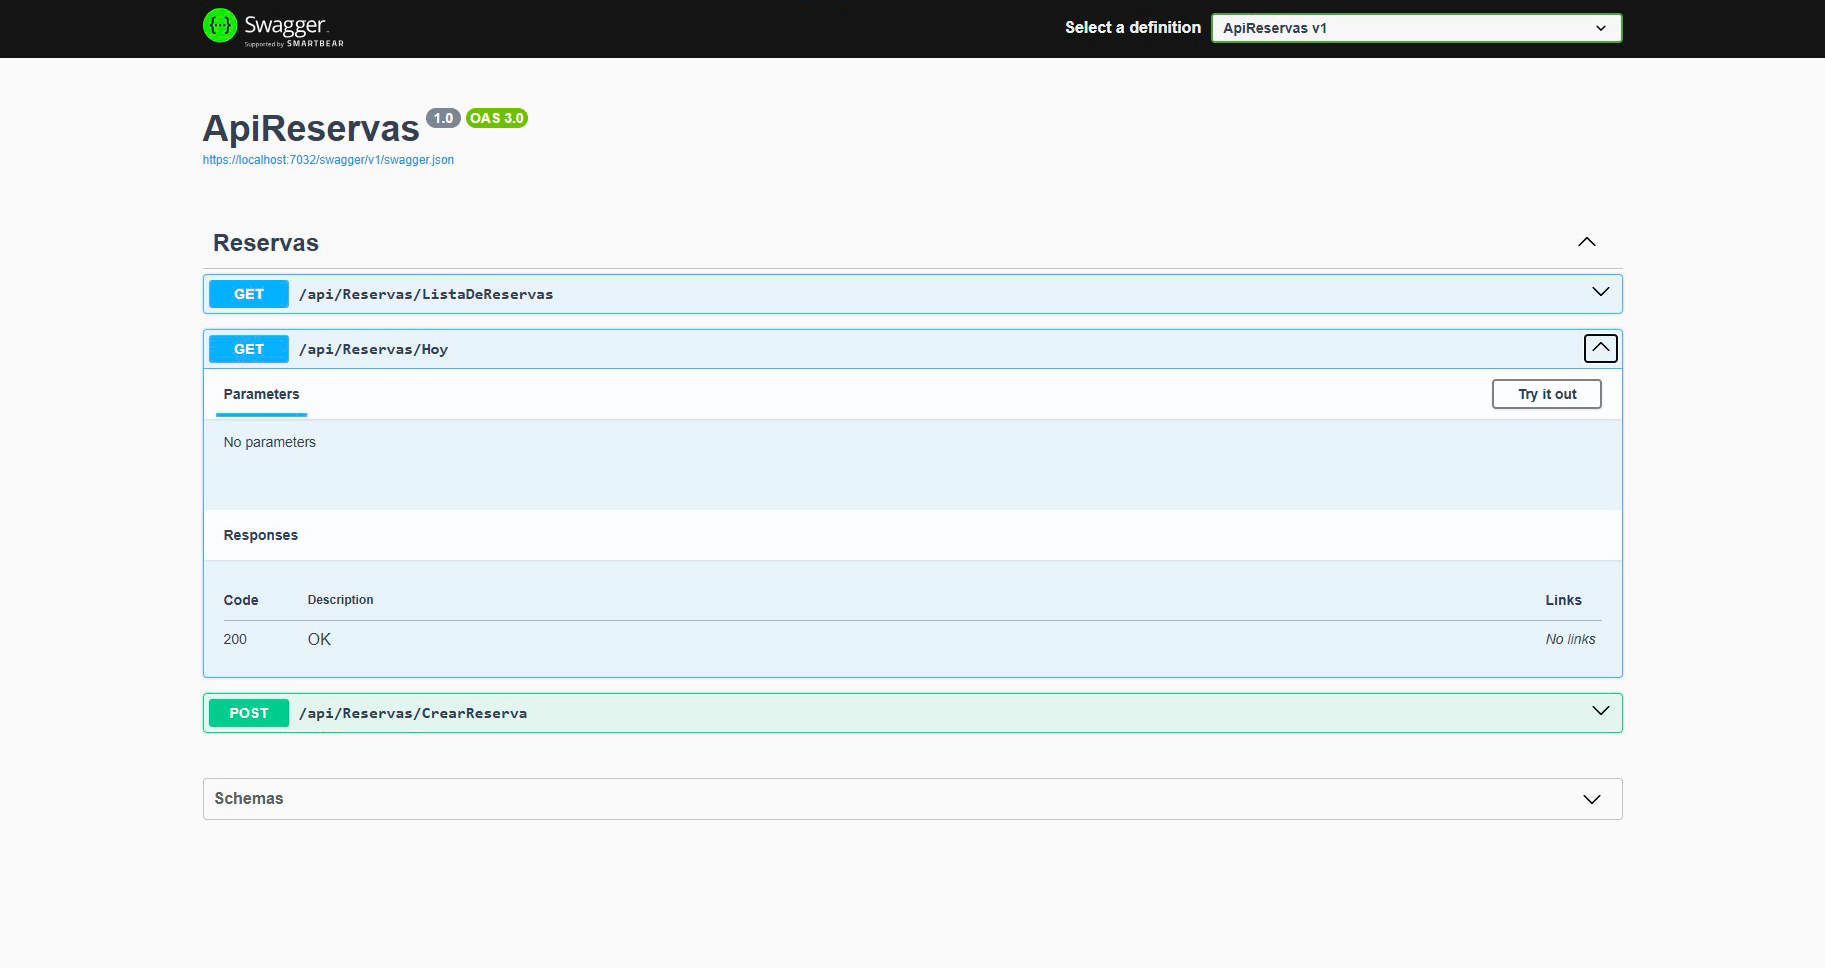 Swagger
Supported by SMARTBEAR
Select a definition
ApiReservas v1
ApiReservas 1.0 OAS 3.0
https://localhost:7032/swagger/v1/swagger.json
Reservas
GET /api/Reservas/ListaDeReservas
GET /api/Reservas/Hoy
Parameters
Try it out
No parameters
Responses
Code Description Links
200 OK No links
POST /api/Reservas/CrearReserva
Schemas